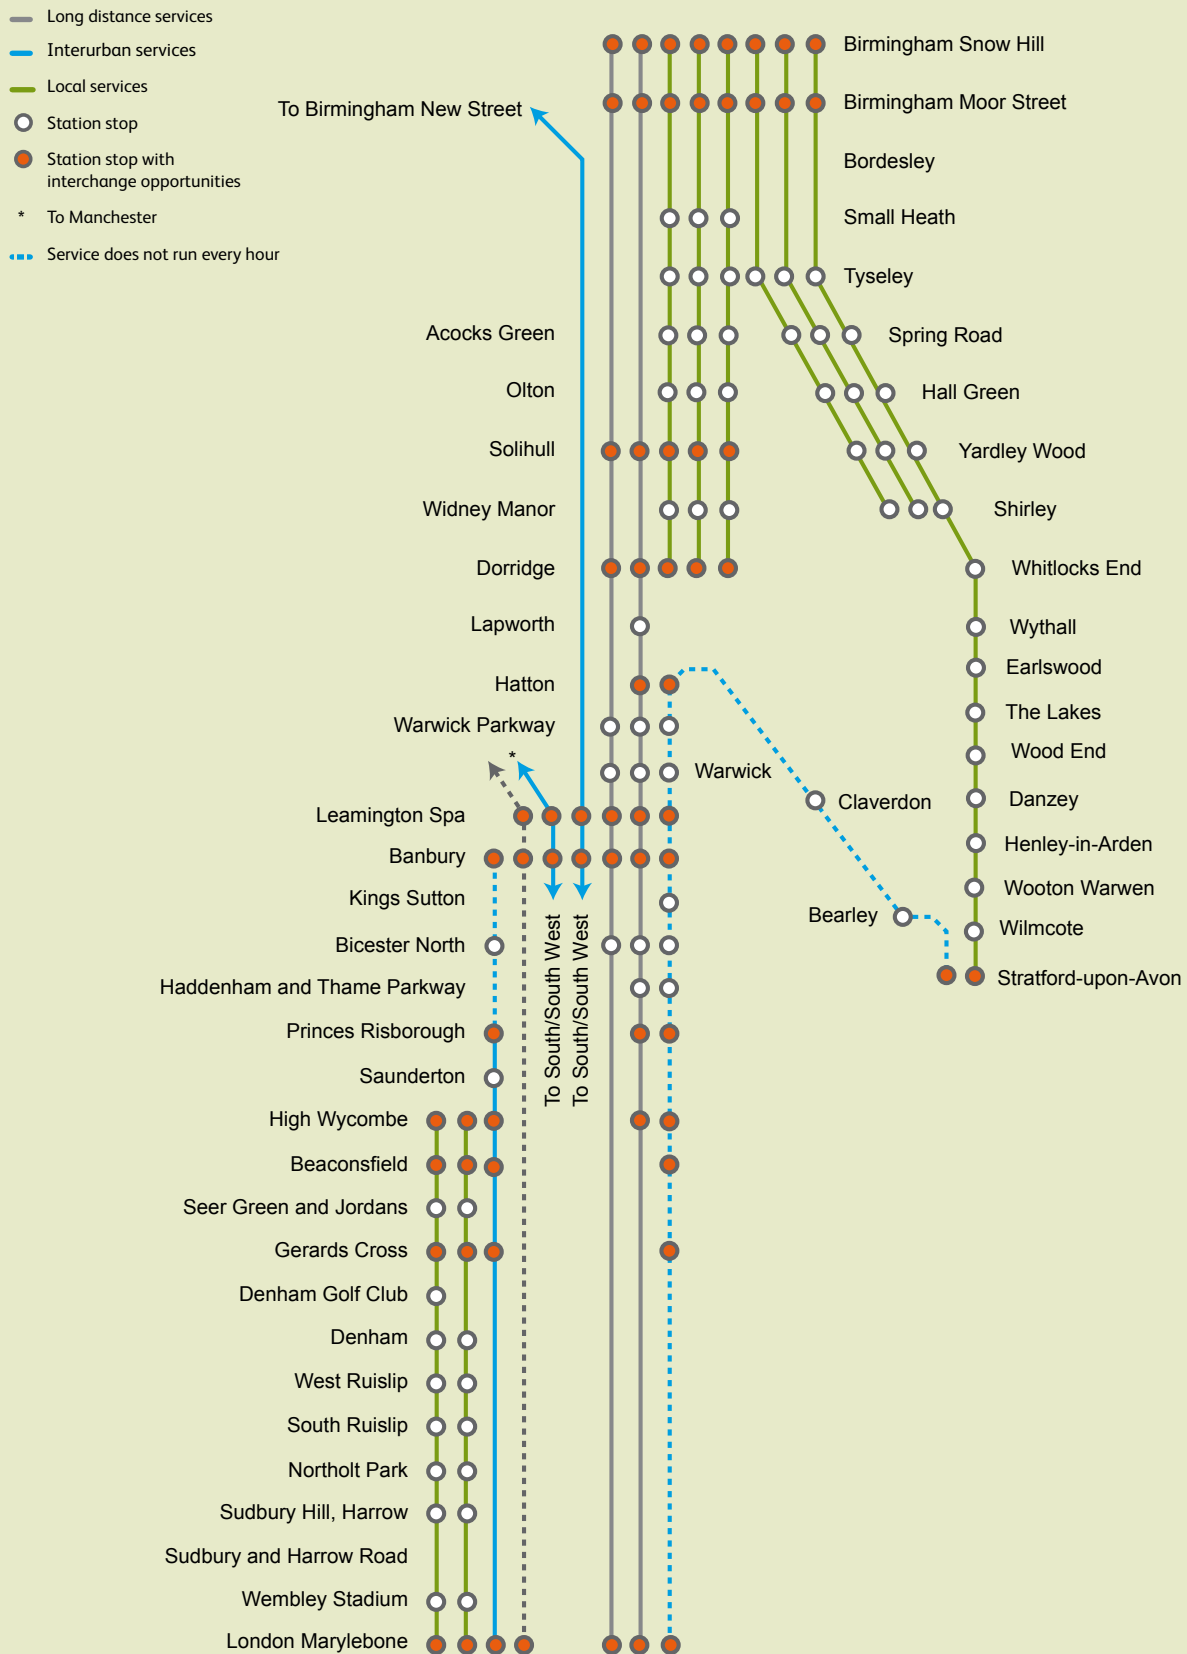 Long distance services
Interurban services
Local services
Station stop
Station stop with
interchange opportunities
* To Manchester
Service does not run every hour
To Birmingham New Street
Birmingham Snow Hill
Birmingham Moor Street
Bordesley
Small Heath
Tyseley
Acocks Green
Spring Road
Olton
Hall Green
Solihull
Yardley Wood
Widney Manor
Shirley
Dorridge
Whitlocks End
Lapworth
Wythall
Earlswood
Hatton
The Lakes
Warwick Parkway
Wood End
*
Warwick
Claverdon
Danzey
Leamington Spa
Henley-in-Arden
Banbury
Wooton Warwen
Kings Sutton
Bearley
Wilmcote
Bicester North
Stratford-upon-Avon
Haddenham and Thame Parkway
To South/South West
To South/South West
Princes Risborough
Saunderton
High Wycombe
Beaconsfield
Seer Green and Jordans
Gerards Cross
Denham Golf Club
Denham
West Ruislip
South Ruislip
Northolt Park
Sudbury Hill, Harrow
Sudbury and Harrow Road
Wembley Stadium
London Marylebone